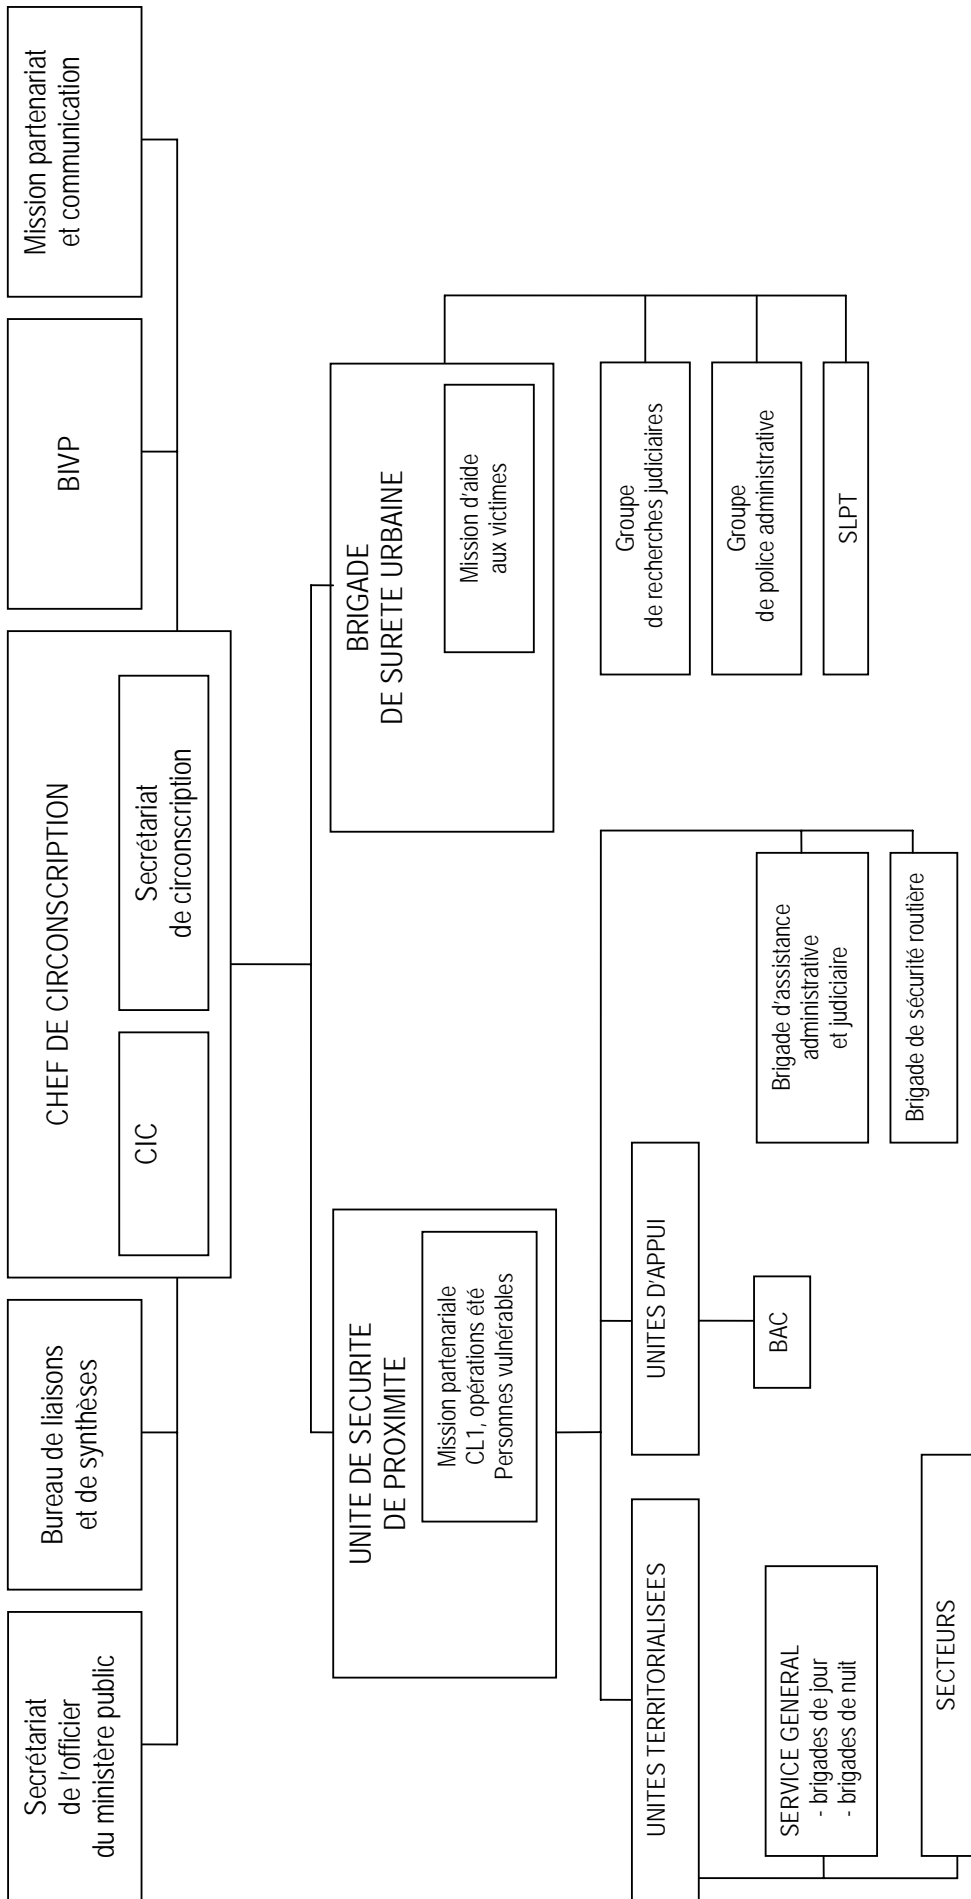 Secrétariat
de l'officier
du ministère public
Bureau de liaisons
et de synthèses
CHEF DE CIRCONSCRIPTION
CIC
Secrétariat
de circonscription
BIVP
Mission partenariat
et communication
UNITE DE SECURITE
DE PROXIMITE
Mission partenariale
CL1, opérations été
Personnes vulnérables
BRIGADE
DE SURETE URBAINE
Mission d'aide
aux victimes
UNITES TERRITORIALISEES
SERVICE GENERAL
- brigades de jour
- brigades de nuit
SECTEURS
UNITES D'APPUI
BAC
Brigade d'assistance
administrative
et judiciaire
Brigade de sécurité routière
Groupe
de recherches judiciaires
Groupe
de police administrative
SLPT